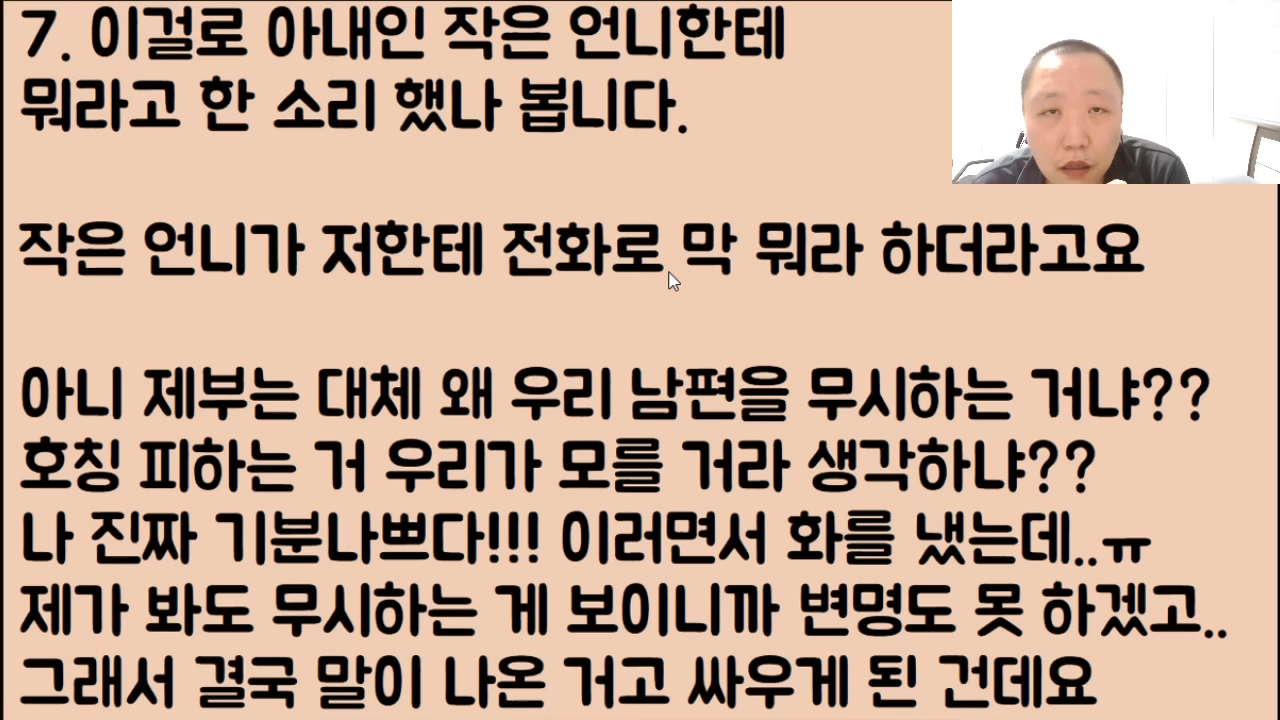 7. 이걸로 아내인 작은 언니한테
뭐라고 한 소리 했나 봅니다.
작은 언니가 저한테 전화로 막 뭐라 하더라고요
아니 제부는 대체 왜 우리 남편을 무시하는 거냐??
호칭 피하는 거 우리가 모를 거라 생각하냐??
나 진짜 기분나쁘다!!! 이러면서 화를 냈는데..ㅠ
제가 봐도 무시하는 게 보이니까 변명도 못 하겠고..
그래서 결국 말이 나온 거고 싸우게 된 건데요